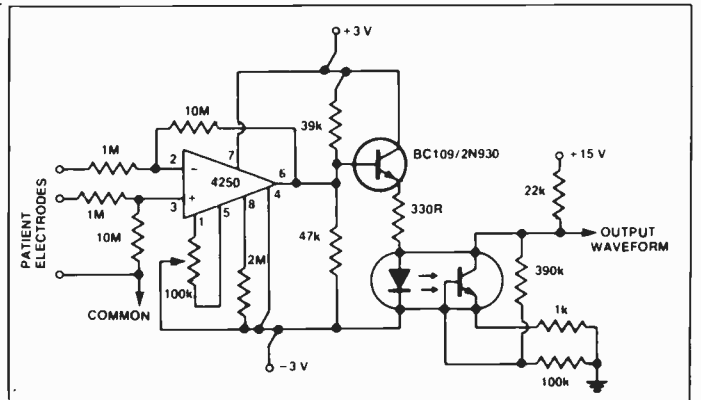 +3 V
10M
39k
1M
2
7
6
4250
4
BC109/2N930
+15 V
22k
330R
3
1M
1
5
8
10M
100k
2M
47k
OUTPUT
WAVEFORM
390k
PATIENT
ELECTRODES
COMMON
1k
100k
−3 V